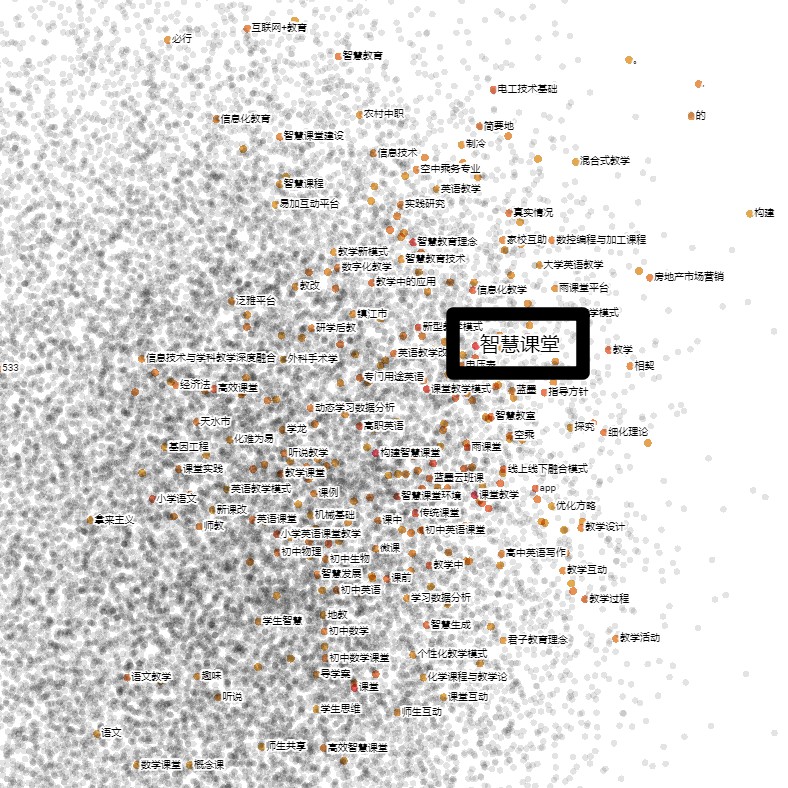 互联网+教育
必行
智慧教育
。
,
电工技术基础
农村中职
的
信息化教育
简要地
智慧课堂建设
制冷
信息技术
混合式教学
空中乘务专业
智慧课程
英语教学
易加互动平台
实践研究
真实情况
构建
智慧教育理念
家校互助
数控编程与加工课程
教学新模式
智慧教育技术
数字化教学
大学英语教学
房地产市场营销
教学中的应用
教改
信息化教学
雨课堂平台
泛雅平台
镇江市
学模式
研学后教
新型教学模式
智慧课堂
教学
英语教学改
信息技术与学科教学深度融合
外科手术学
相契
533
专门用途英语
经济法
高效课堂
课堂教学模式
蓝墨
指导方针
动态学习数据分析
智慧教室
天水市
高职英语
探究
学龙
细化理论
空乘
化难为易
基因工程
雨课堂
听说教学
构建智慧课堂
课堂实践
教学课堂
线上线下融合模式
蓝墨云班课
英语教学模式
app
课例
智慧课堂环境
课堂教学
小学语文
优化方略
新课改
传统课堂
机械基础
拿来主义
英语课堂
课中
师教
教学设计
初中英语课堂
小学英语课堂教学
微课
初中物理
高中英语写作
初中生物
教学中
教学互动
智慧发展
课前
初中英语
学习数据分析
教学过程
地教
学生智慧
智慧生成
初中数学
教学活动
君子教育理念
个性化教学模式
初中数学课堂
导学案
语文教学
趣味
化学课程与教学论
课堂
听说
课堂互动
学生思维
师生互动
语文
师生共享
高效智慧课堂
数学课堂
概念课